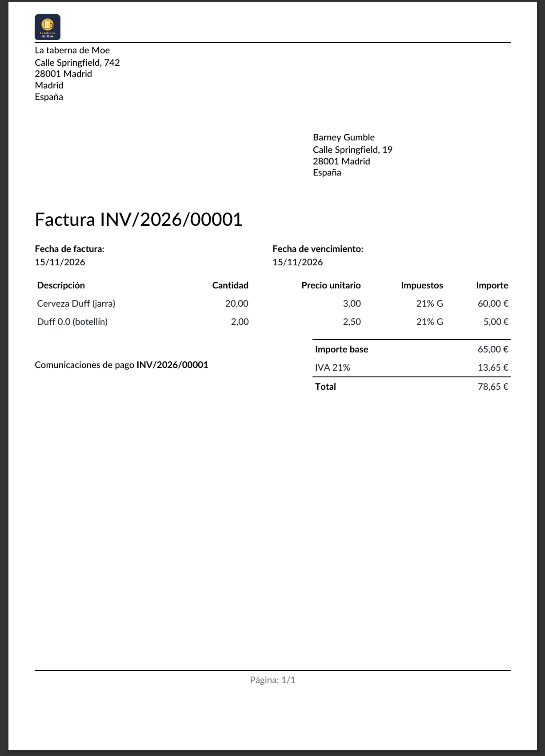 La taberna de Moe
Calle Springfield, 742
28001 Madrid
Madrid
España
Barney Gumble
Calle Springfield, 19
28001 Madrid
España
Factura INV/2026/00001
Fecha de factura: Fecha de vencimiento:
15/11/2026 15/11/2026
Descripción Cantidad Precio unitario Impuestos Importe
Cerveza Duff (jarra) 20,00 3,00 21% G 60,00 €
Duff 0.0 (botellín) 2,00 2,50 21% G 5,00 €
Importe base 65,00 €
Comunicaciones de pago INV/2026/00001
IVA 21% 13,65 €
Total 78,65 €
Página: 1/1